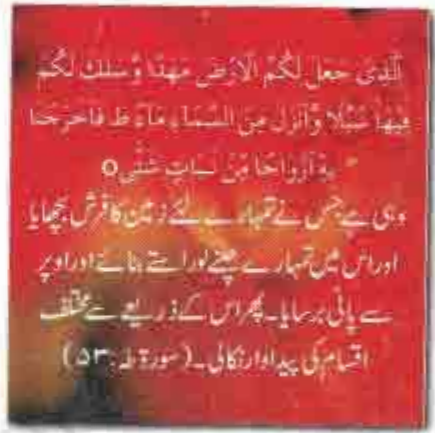 الَّذِىْ جَعَلَ لَكُمُ الْاَرْضَ مَهْدًا وَّ سَلَكَ لَكُمْ
فِيْهَا سُبُلًا وَّاَنْزَلَ مِنَ السَّمَآءِ مَآءً ط فَاَخْرَجْنَا
بِهٖ اَزْوَاجًا مِّنْ نَّبَاتٍ شَتّٰى ○
وہی ہے جس نے تمہارے لئے زمین کا فرش بچھایا
اور اس میں تمہارے چلنے کو راستے بنائے اور اوپر
سے پانی برسایا۔ پھر اس کے ذریعے سے مختلف
اقسام کی پیداوار نکالی۔ (سورۃ طہٰ: ۵۳)